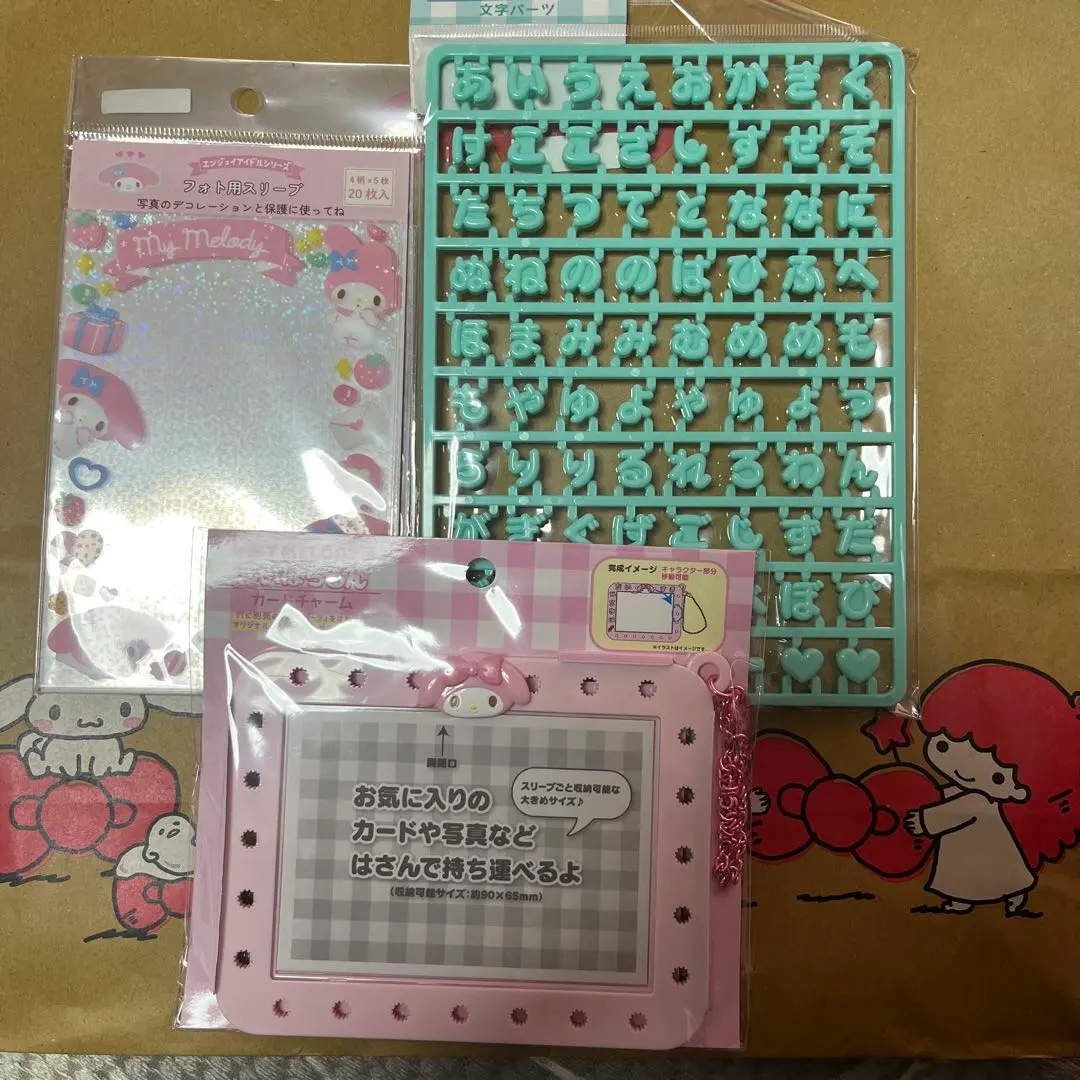 文字パーツ
エンジョイアイドルシリーズ
フォト用スリーブ
4柄×5枚
20枚入
写真のデコレーションと保護に使ってね
My Melody
あいうえおかきく
けここさしすせそ
たちつてとななに
ぬねののはひふへ
ほまみみむめめも
もやゆよゃゅょっ
らりりるれろわん
がぎぐげごじずだ
ぼぴ
カードチャーム
完成イメージ
キャラクター部分
移動可能
※イラストはイメージです
開閉口
お気に入りの
カードや写真など
はさんで持ち運べるよ
(収納可能サイズ:約90×65mm)
スリーブごと収納可能な
大きめサイズ♪